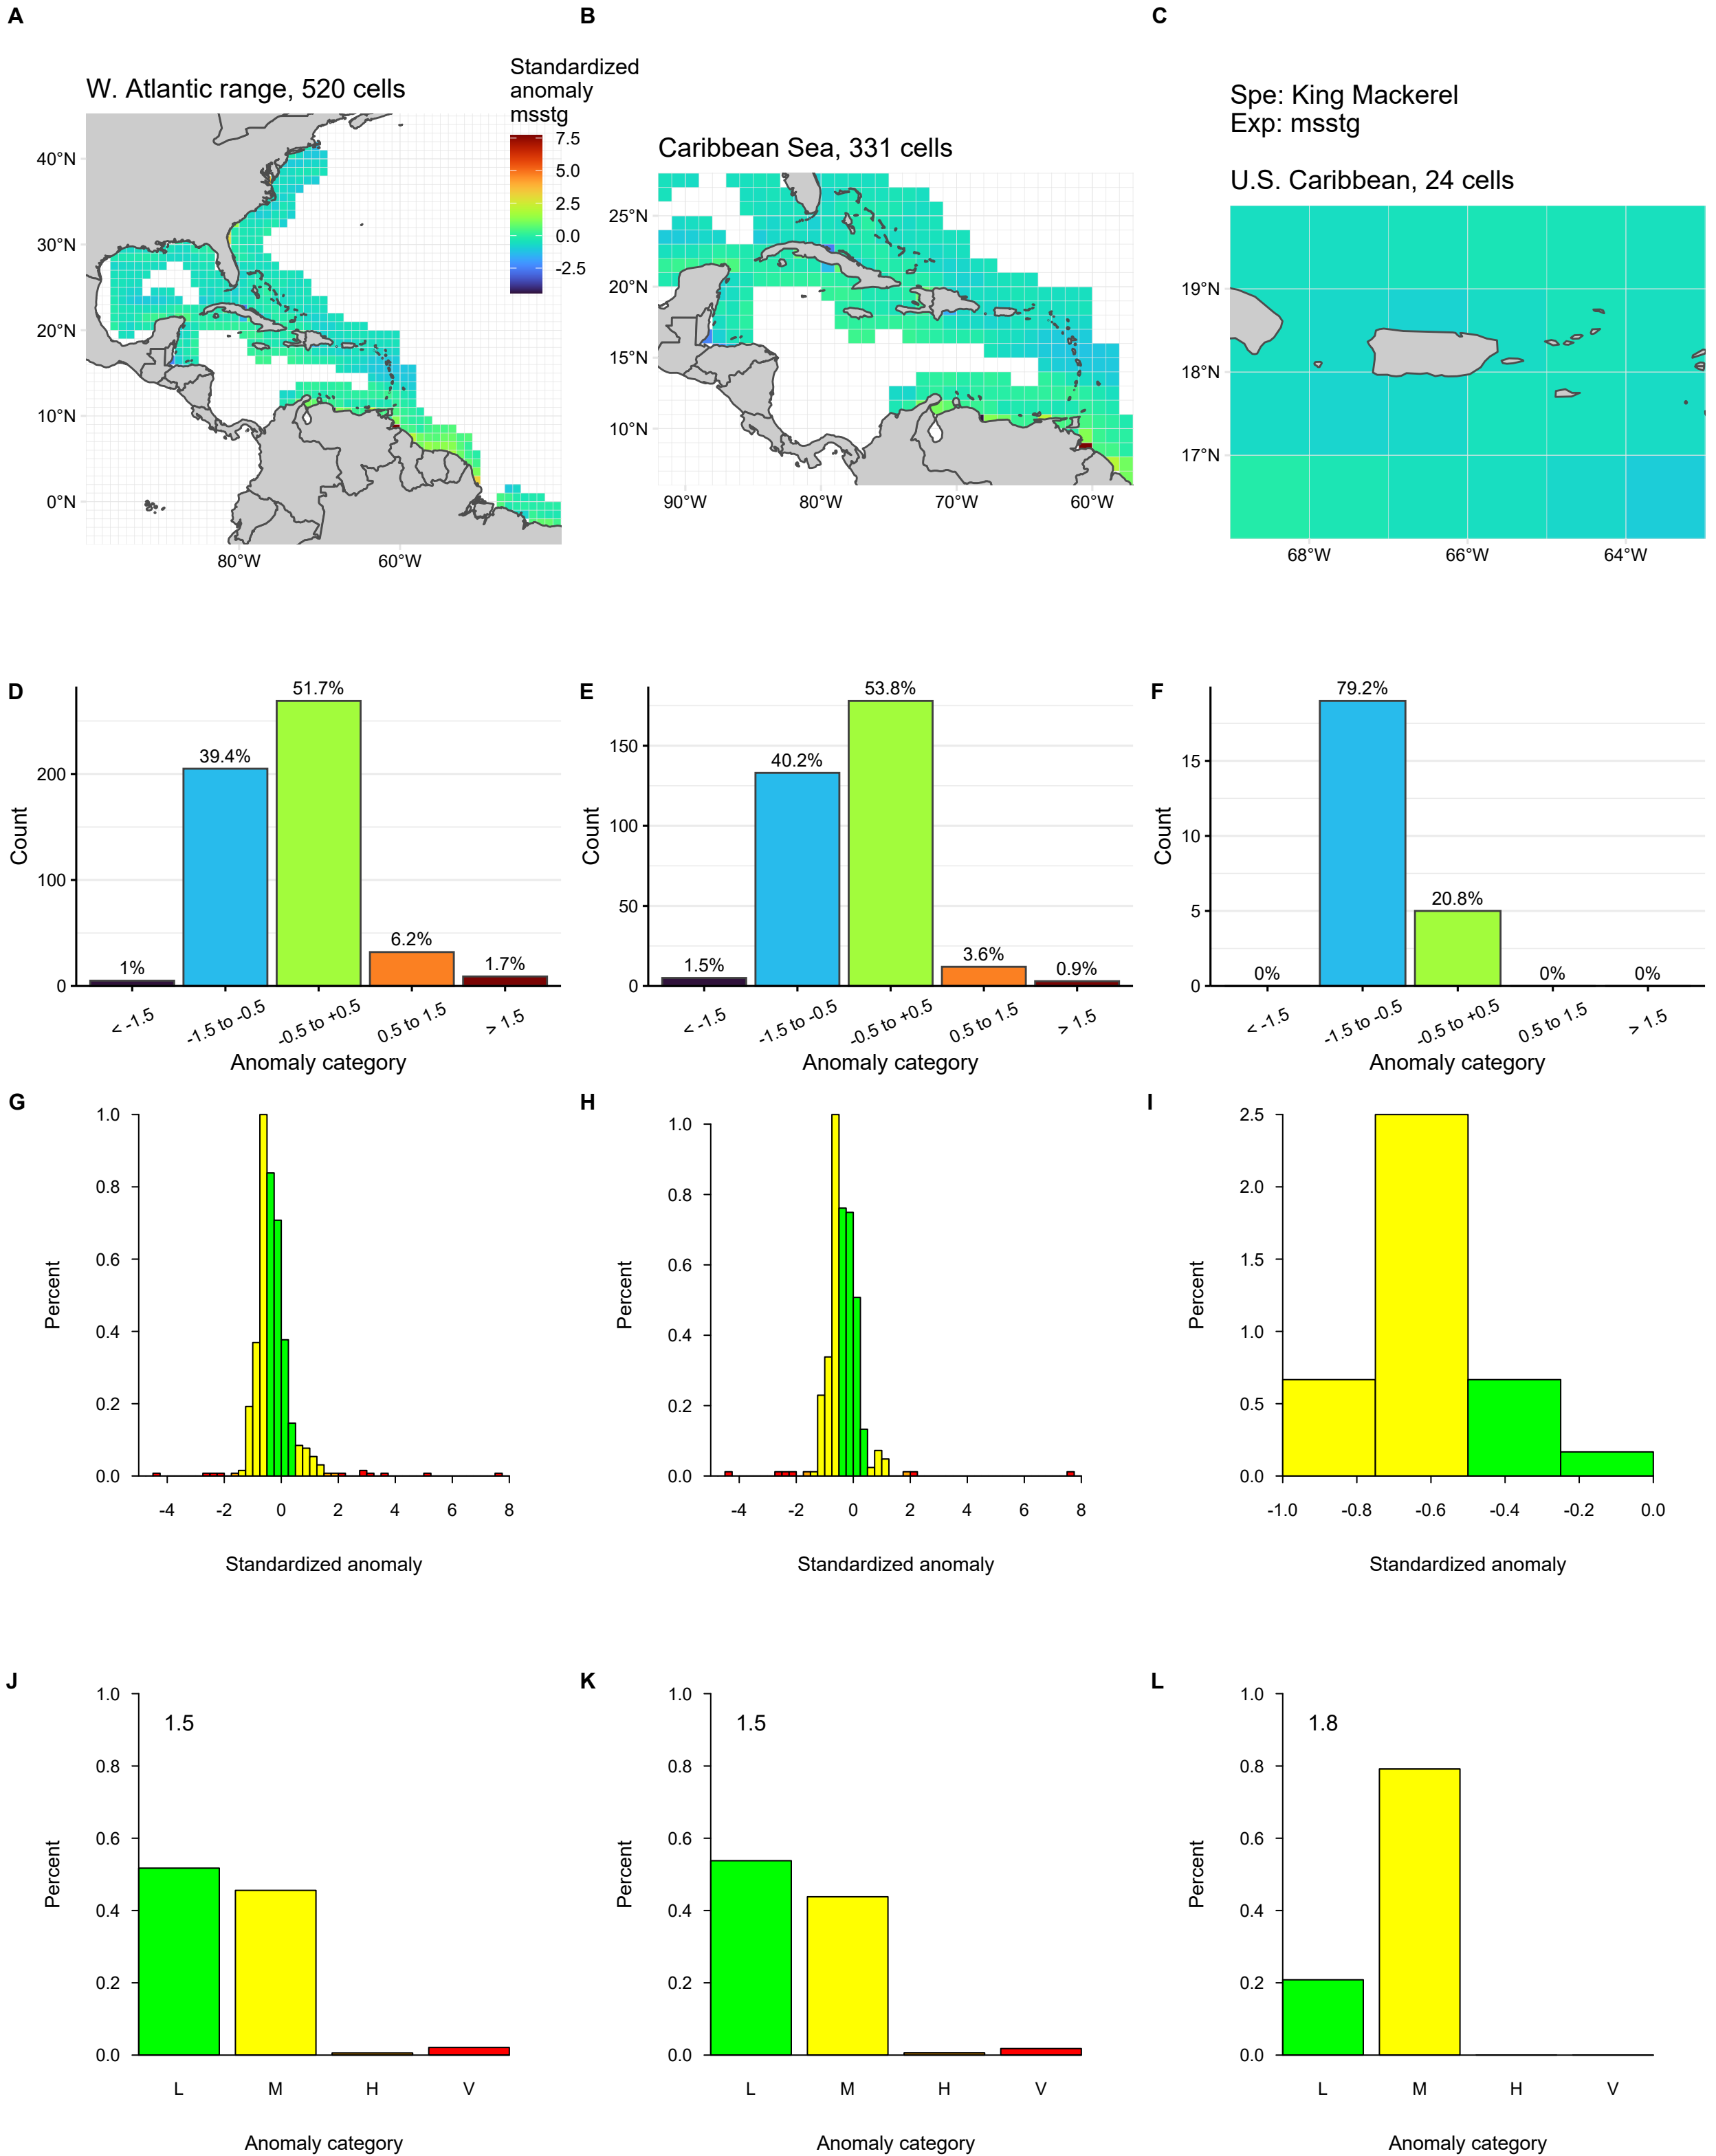 A
B
C
W. Atlantic range, 520 cells
Standardized
anomaly
msstg
7.5
5.0
2.5
0.0
-2.5
40°N
30°N
20°N
10°N
0°N
80°W
60°W
Caribbean Sea, 331 cells
25°N
20°N
15°N
10°N
90°W
80°W
70°W
60°W
Spe: King Mackerel
Exp: msstg
U.S. Caribbean, 24 cells
19°N
18°N
17°N
68°W
66°W
64°W
D
Count
200
100
0
1%
39.4%
51.7%
6.2%
1.7%
< -1.5
-1.5 to -0.5
-0.5 to +0.5
0.5 to 1.5
> 1.5
Anomaly category
E
Count
150
100
50
0
1.5%
40.2%
53.8%
3.6%
0.9%
< -1.5
-1.5 to -0.5
-0.5 to +0.5
0.5 to 1.5
> 1.5
Anomaly category
F
Count
15
10
5
0
0%
79.2%
20.8%
0%
0%
< -1.5
-1.5 to -0.5
-0.5 to +0.5
0.5 to 1.5
> 1.5
Anomaly category
G
Percent
1.0
0.8
0.6
0.4
0.2
0.0
-4
-2
0
2
4
6
8
Standardized anomaly
H
Percent
1.0
0.8
0.6
0.4
0.2
0.0
-4
-2
0
2
4
6
8
Standardized anomaly
I
Percent
2.5
2.0
1.5
1.0
0.5
0.0
-1.0
-0.8
-0.6
-0.4
-0.2
0.0
Standardized anomaly
J
Percent
1.0
0.8
0.6
0.4
0.2
0.0
1.5
L
M
H
V
Anomaly category
K
Percent
1.0
0.8
0.6
0.4
0.2
0.0
1.5
L
M
H
V
Anomaly category
L
Percent
1.0
0.8
0.6
0.4
0.2
0.0
1.8
L
M
H
V
Anomaly category